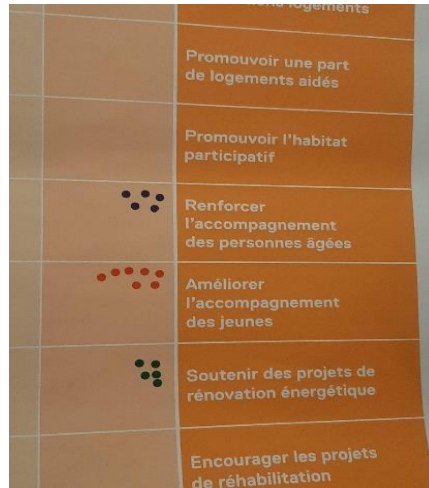 logements
Promouvoir une part
de logements aidés
Promouvoir l'habitat
participatif
Renforcer
l'accompagnement
des personnes âgées
Améliorer
l'accompagnement
des jeunes
Soutenir des projets de
rénovation énergétique
Encourager les projets
de réhabilitation